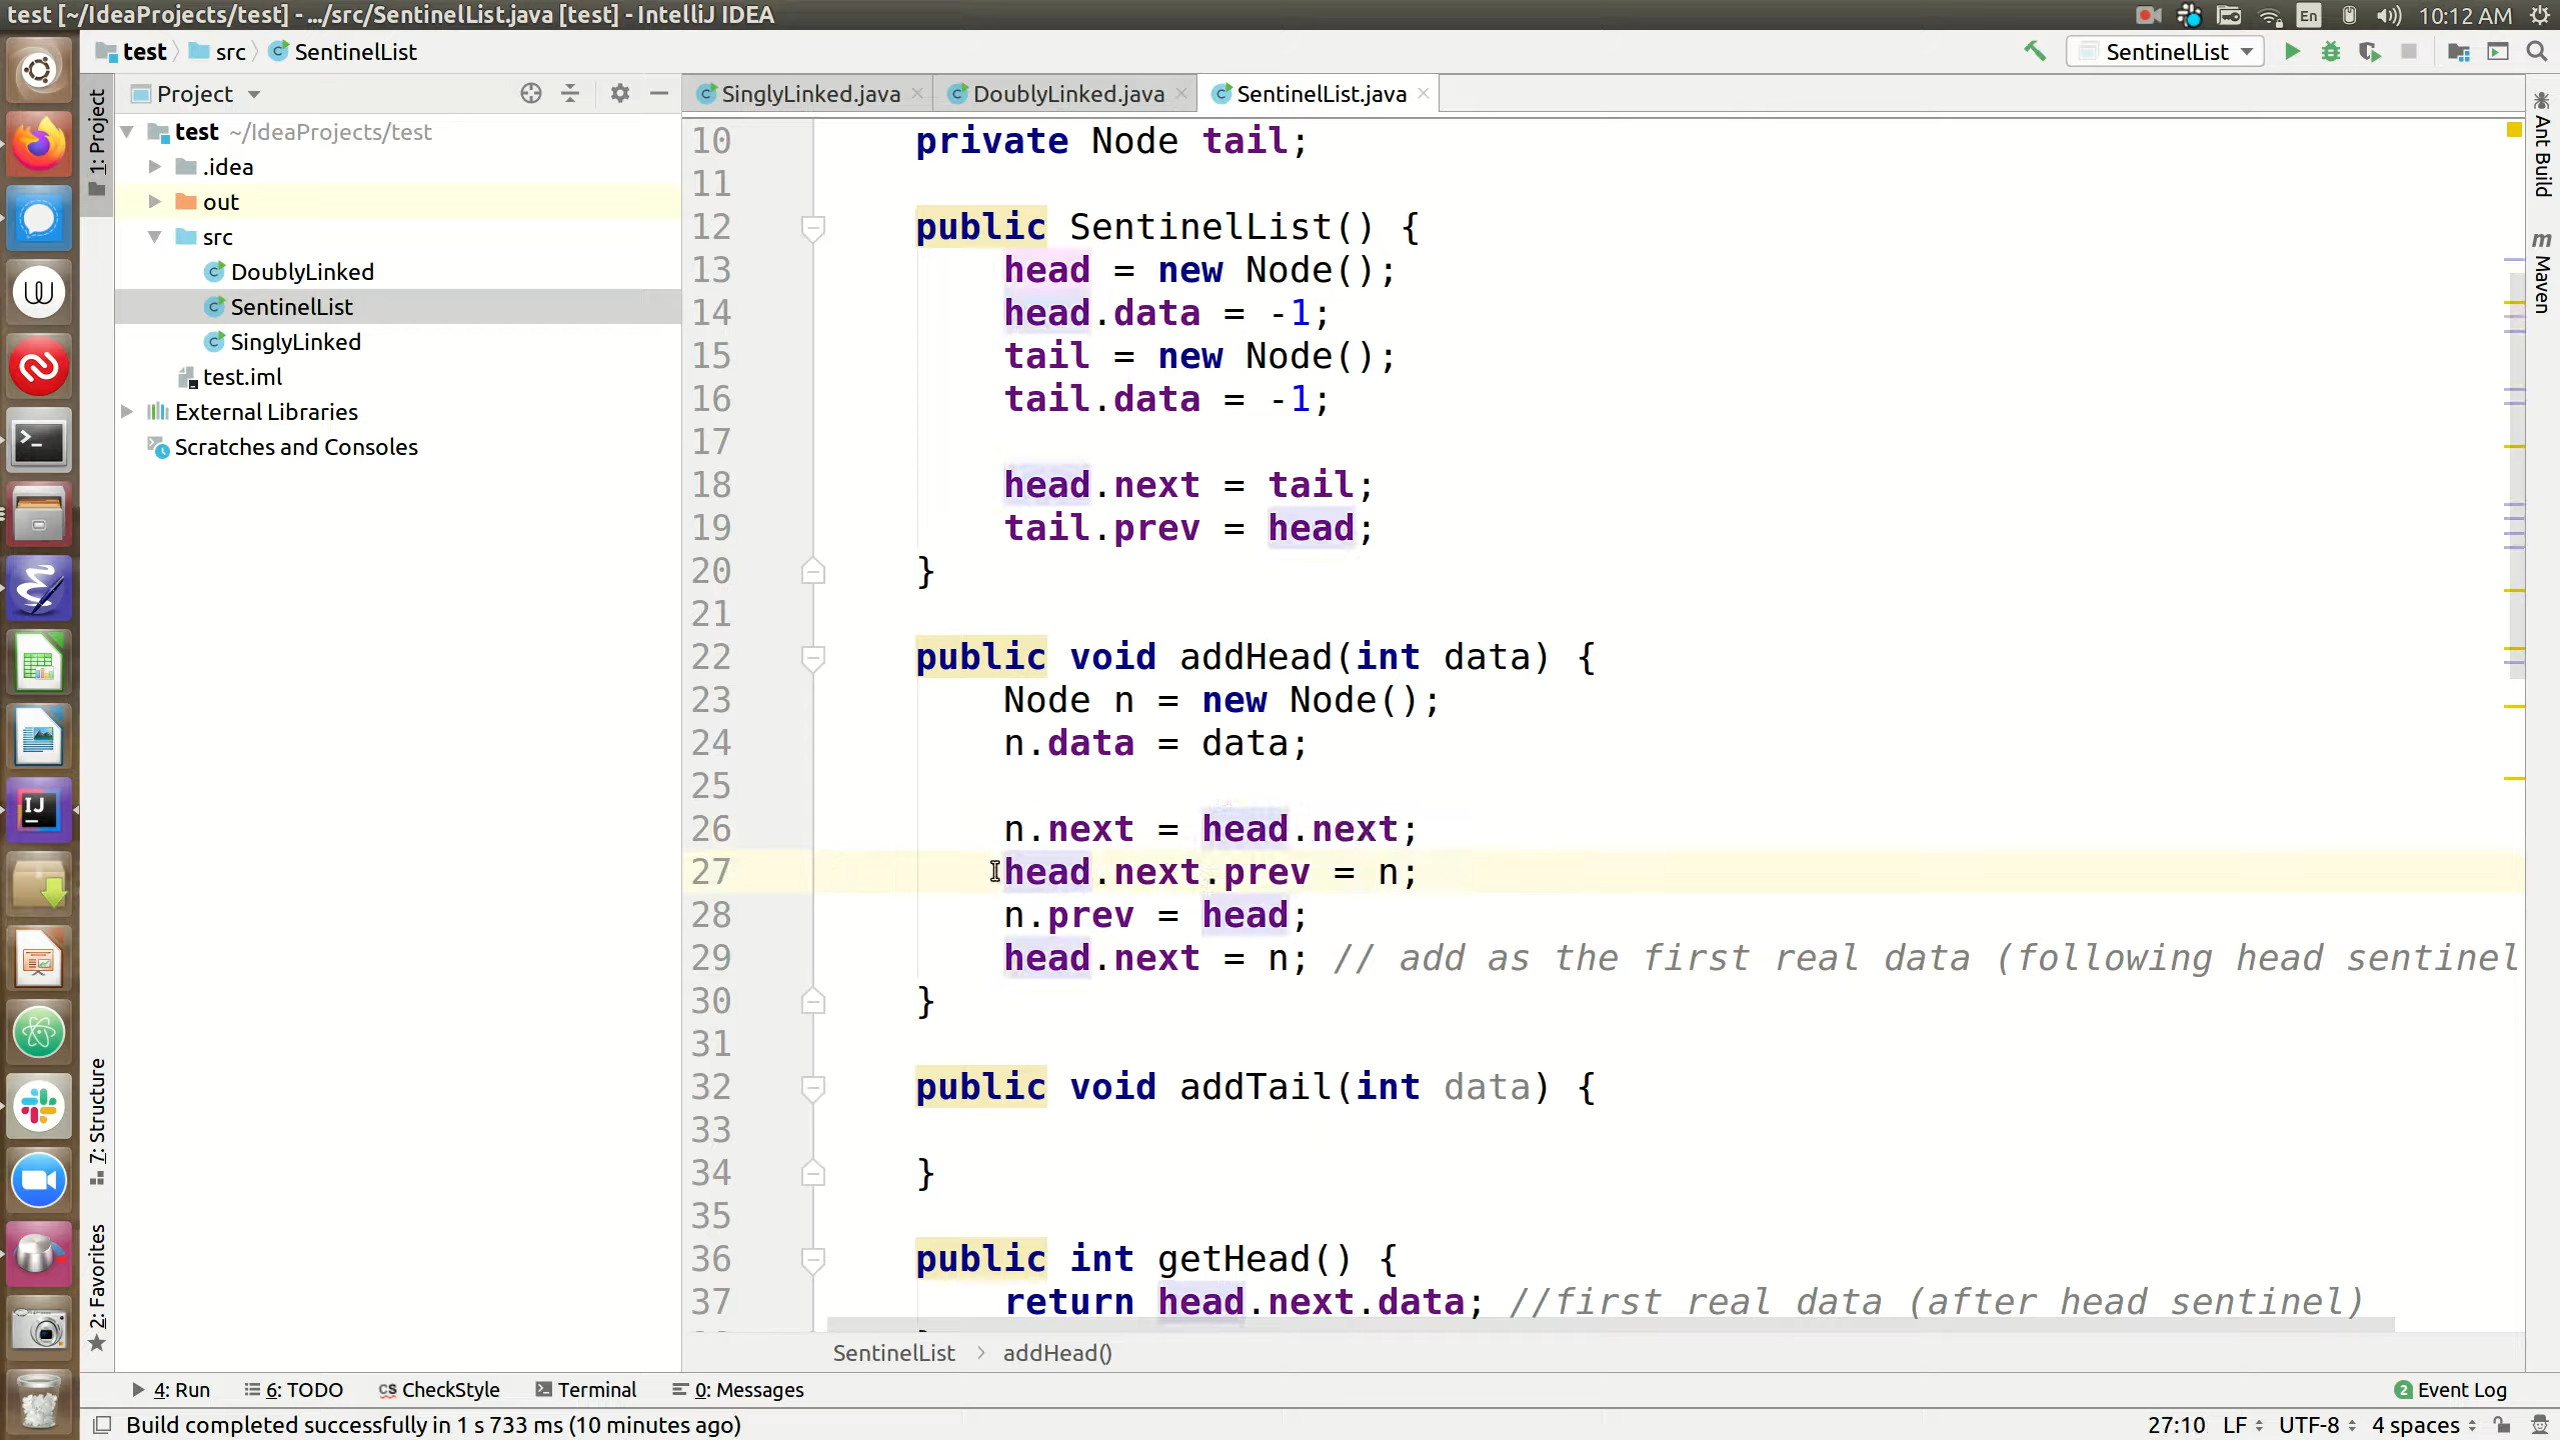 test [~/IdeaProjects/test] - .../src/SentinelList.java [test] - IntelliJ IDEA
En
10:12 AM
test
src
SentinelList
SentinelList
Project
SinglyLinked.java
DoublyLinked.java
SentinelList.java
1: Project
7: Structure
2: Favorites
Ant Build
m Maven
test ~/IdeaProjects/test
.idea
out
src
DoublyLinked
SentinelList
SinglyLinked
test.iml
External Libraries
Scratches and Consoles
10 private Node tail;
11
12 public SentinelList() {
13 head = new Node();
14 head.data = -1;
15 tail = new Node();
16 tail.data = -1;
17
18 head.next = tail;
19 tail.prev = head;
20 }
21
22 public void addHead(int data) {
23 Node n = new Node();
24 n.data = data;
25
26 n.next = head.next;
27 head.next.prev = n;
28 n.prev = head;
29 head.next = n; // add as the first real data (following head sentinel
30 }
31
32 public void addTail(int data) {
33
34 }
35
36 public int getHead() {
37 return head.next.data; //first real data (after head sentinel)
SentinelList
addHead()
4: Run
6: TODO
CS CheckStyle
Terminal
0: Messages
2 Event Log
Build completed successfully in 1 s 733 ms (10 minutes ago)
27:10
LF
UTF-8
4 spaces
IJ